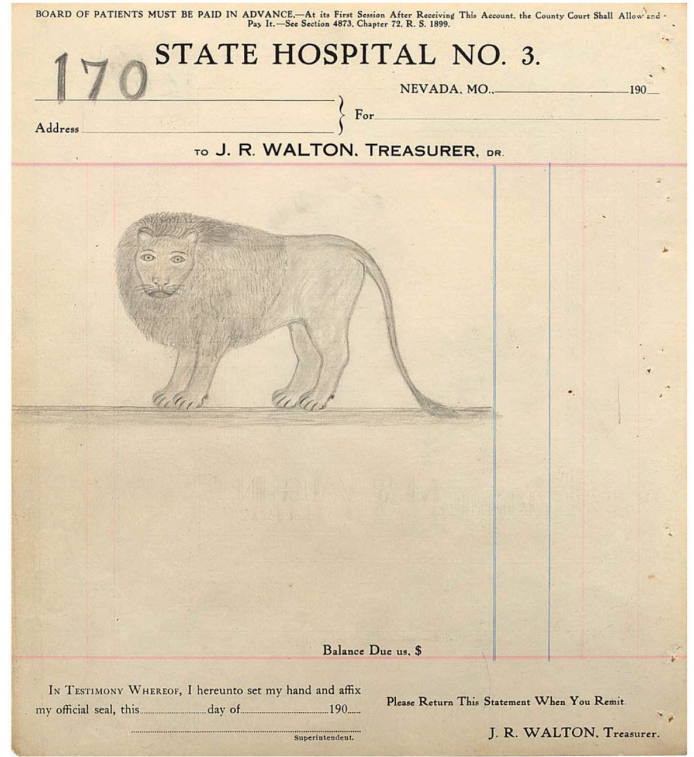 BOARD OF PATIENTS MUST BE PAID IN ADVANCE,—At its First Session After Receiving This Account, the County Court Shall Allow and
Pay It.—See Section 4873, Chapter 72, R. S. 1899.
STATE HOSPITAL NO. 3.
170
NEVADA, MO., 190
For
Address
TO J. R. WALTON, TREASURER, DR.
Balance Due us, $
IN TESTIMONY WHEREOF, I hereunto set my hand and affix
my official seal, this day of 190
Superintendent.
Please Return This Statement When You Remit
J. R. WALTON, Treasurer.